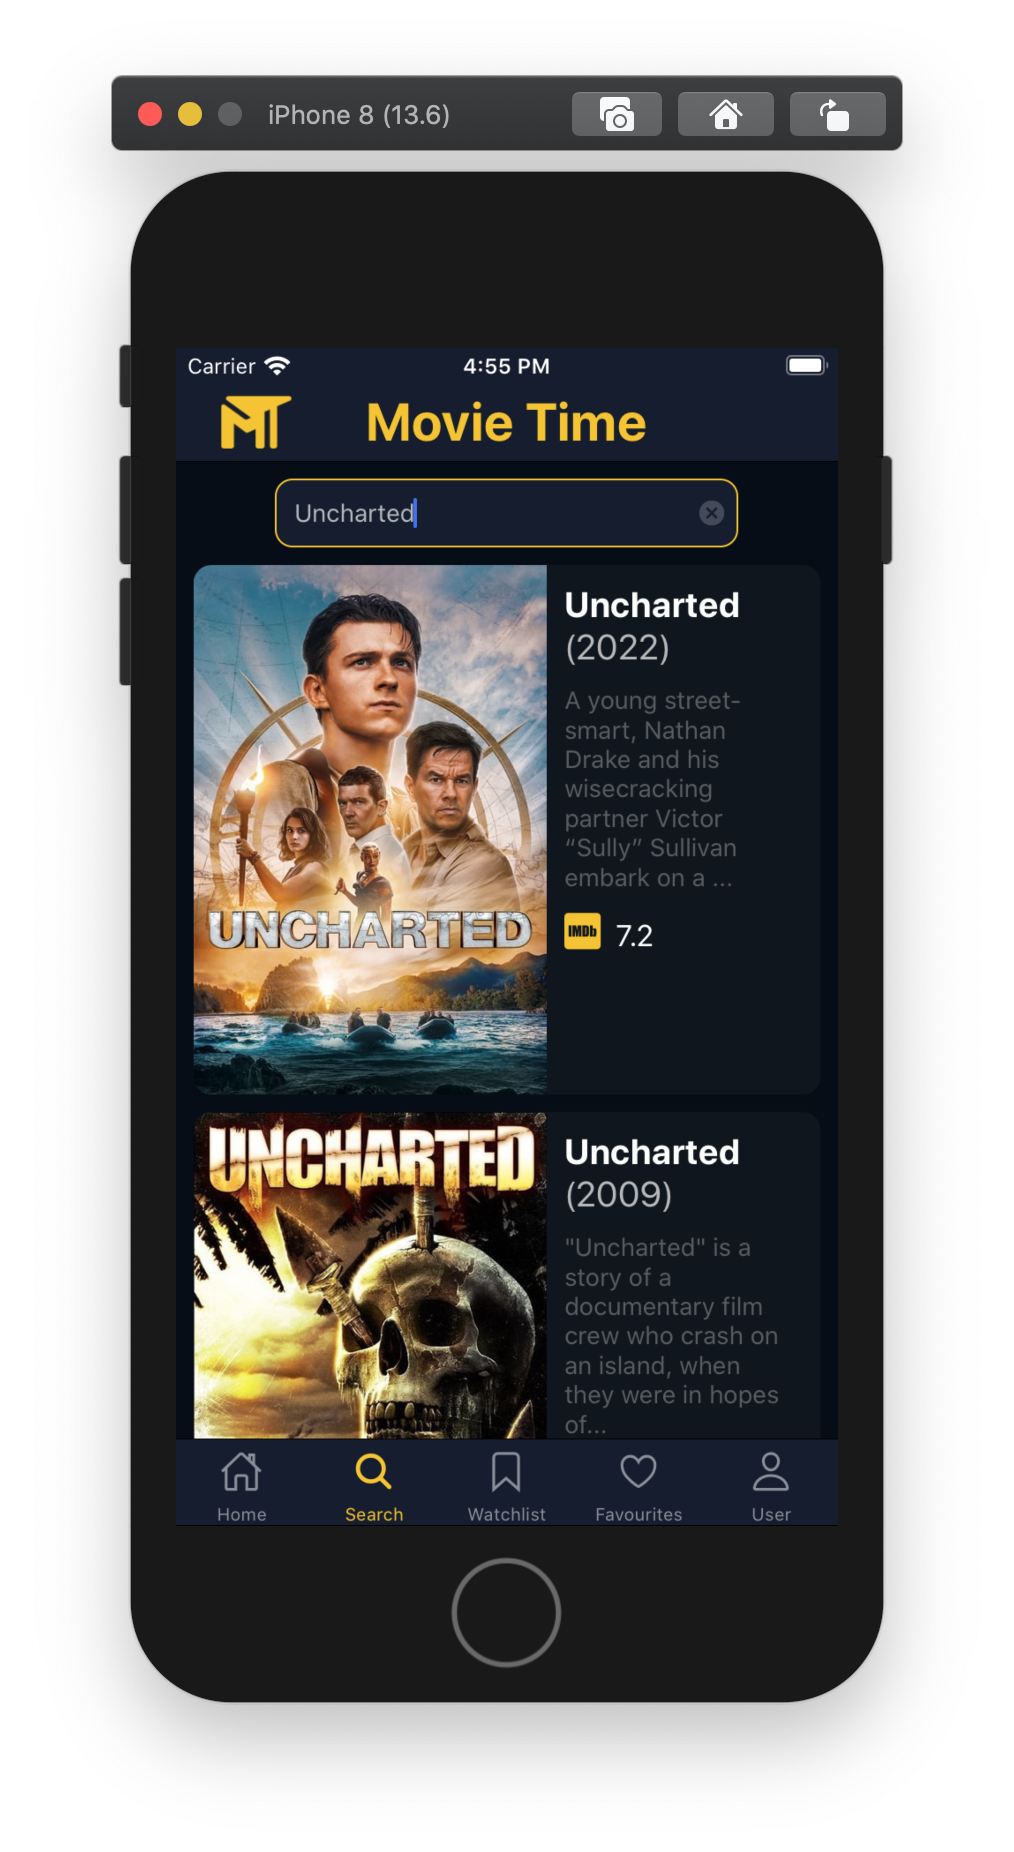 iPhone 8 (13.6)
Carrier
4:55 PM
MT
Movie Time
Uncharted
UNCHARTED
Uncharted
(2022)
A young street-
smart, Nathan
Drake and his
wisecracking
partner Victor
“Sully” Sullivan
embark on a ...
IMDb
7.2
UNCHARTED
Uncharted
(2009)
"Uncharted" is a
story of a
documentary film
crew who crash on
an island, when
they were in hopes
of...
Home
Search
Watchlist
Favourites
User